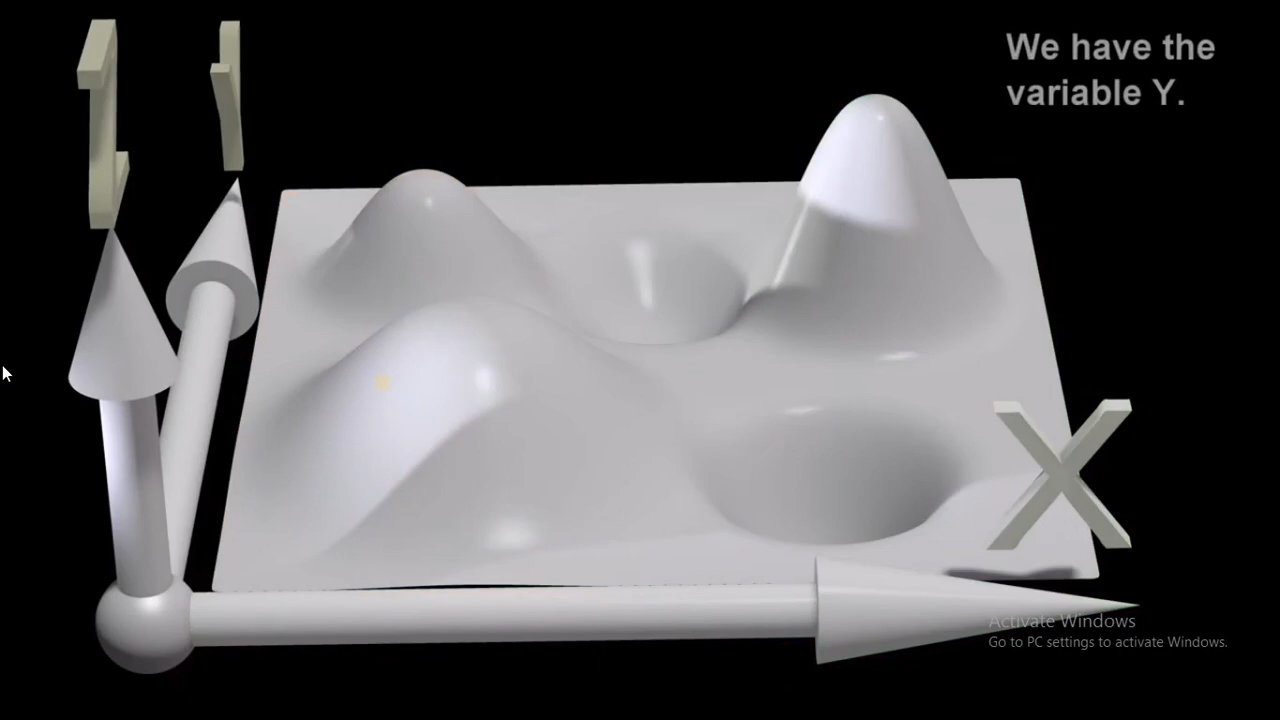 Z
Y
We have the
variable Y.
X
Activate Windows
Go to PC settings to activate Windows.